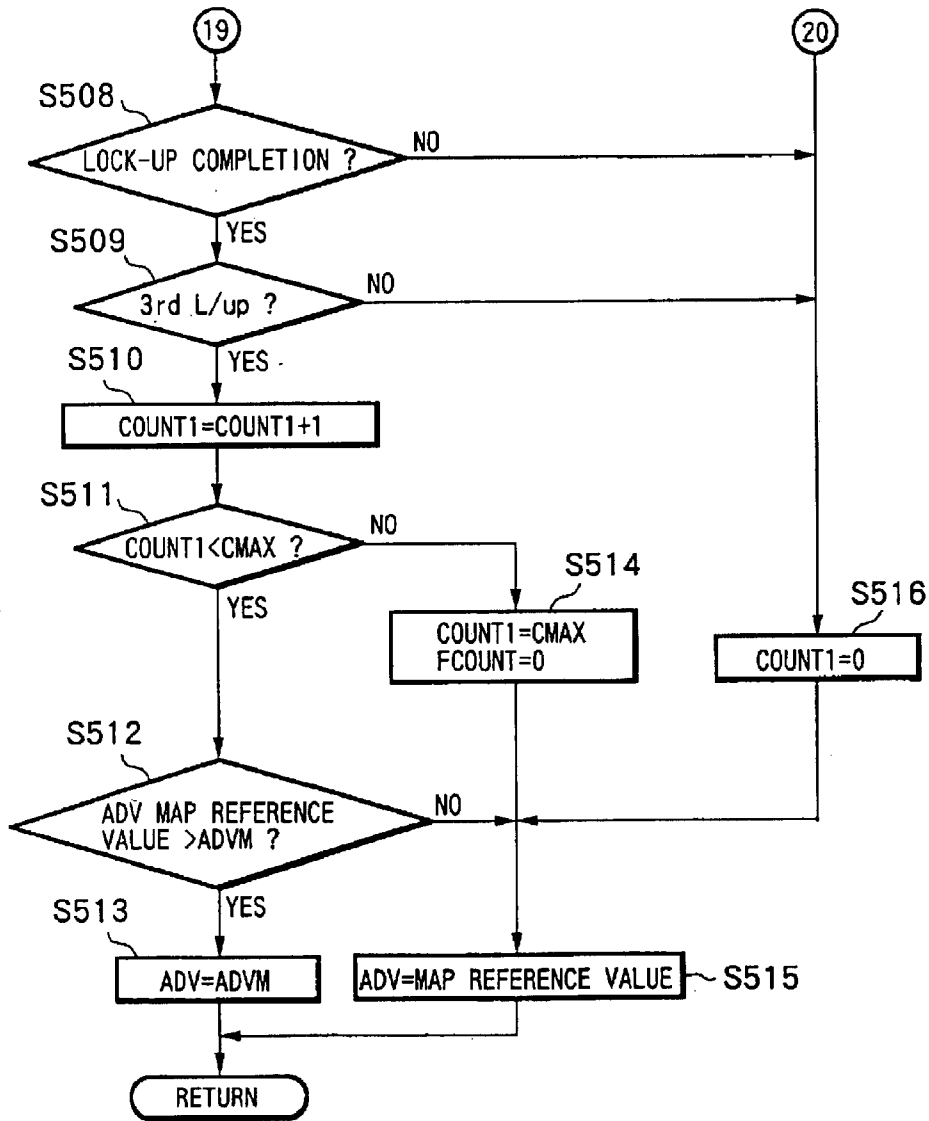 19
20
S508
LOCK-UP COMPLETION ?
NO
YES
S509
3rd L/up ?
NO
YES
S510
COUNT1=COUNT1+1
S511
COUNT1<CMAX ?
NO
YES
S514
COUNT1=CMAX
FCOUNT=0
S516
COUNT1=0
S512
ADV MAP REFERENCE
VALUE >ADVM ?
NO
YES
S513
ADV=ADVM
ADV=MAP REFERENCE VALUE
S515
RETURN